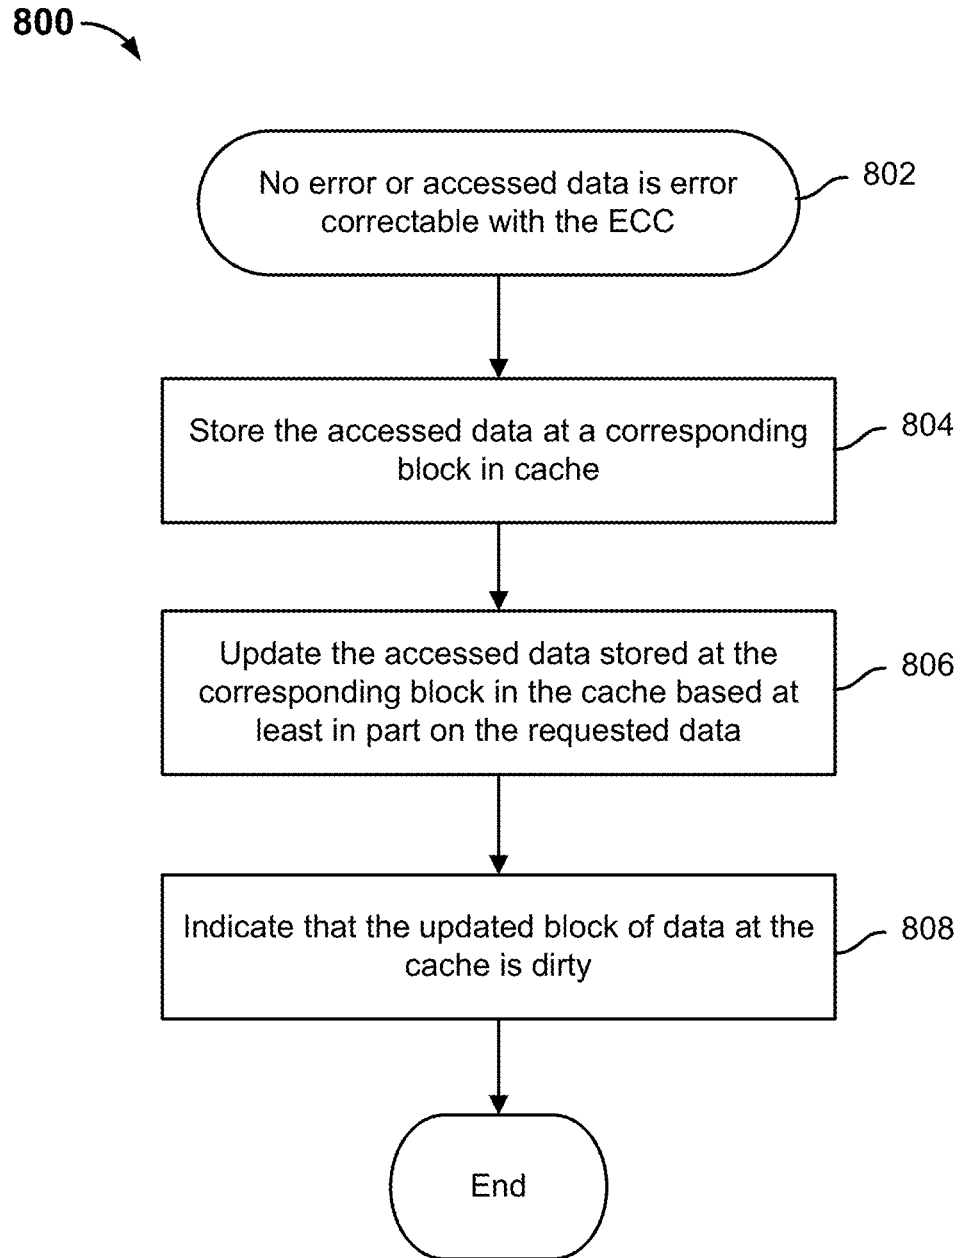 800
No error or accessed data is error
correctable with the ECC
802
Store the accessed data at a corresponding
block in cache
804
Update the accessed data stored at the
corresponding block in the cache based at
least in part on the requested data
806
Indicate that the updated block of data at the
cache is dirty
808
End